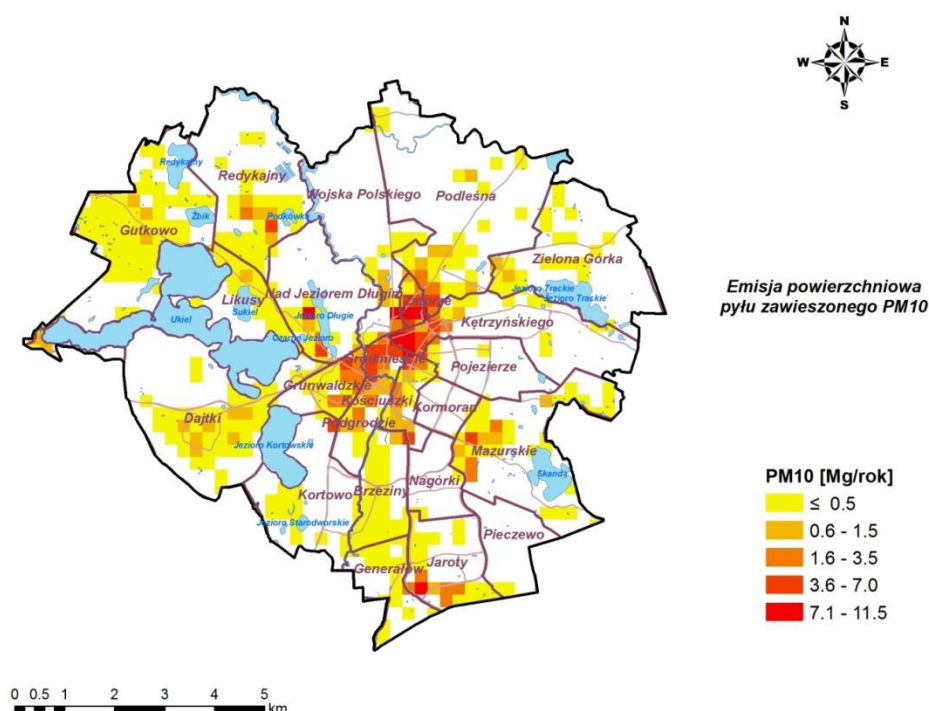 N
W E
S
Redykajny
Redykajny
Wojska Polskiego
Podleśna
Żbik
Podkówka
Gutkowo
Zielona Górka
Emisja powierzchniowa
pyłu zawieszonego PM10
Nad Jeziorem Długim
Zatorze
Jezioro Trackie
Jezioro Trackie
Likusy
Sukiel
Ukiel
Jezioro Długie
Kętrzyńskiego
Czarne Jezioro
Śródmieście
Pojezierze
Grunwaldzkie
Kościuszki
Kormoran
Dajtki
Podgrodzie
Jezioro Kortowskie
Mazurskie
Skanda
PM10 [Mg/rok]
Kortowo
Brzeziny
Nagórki
≤ 0.5
Jezioro Starodworskie
Pieczewo
0.6 - 1.5
Generałów
Jaroty
1.6 - 3.5
3.6 - 7.0
7.1 - 11.5
0 0.5 1 2 3 4 5
km